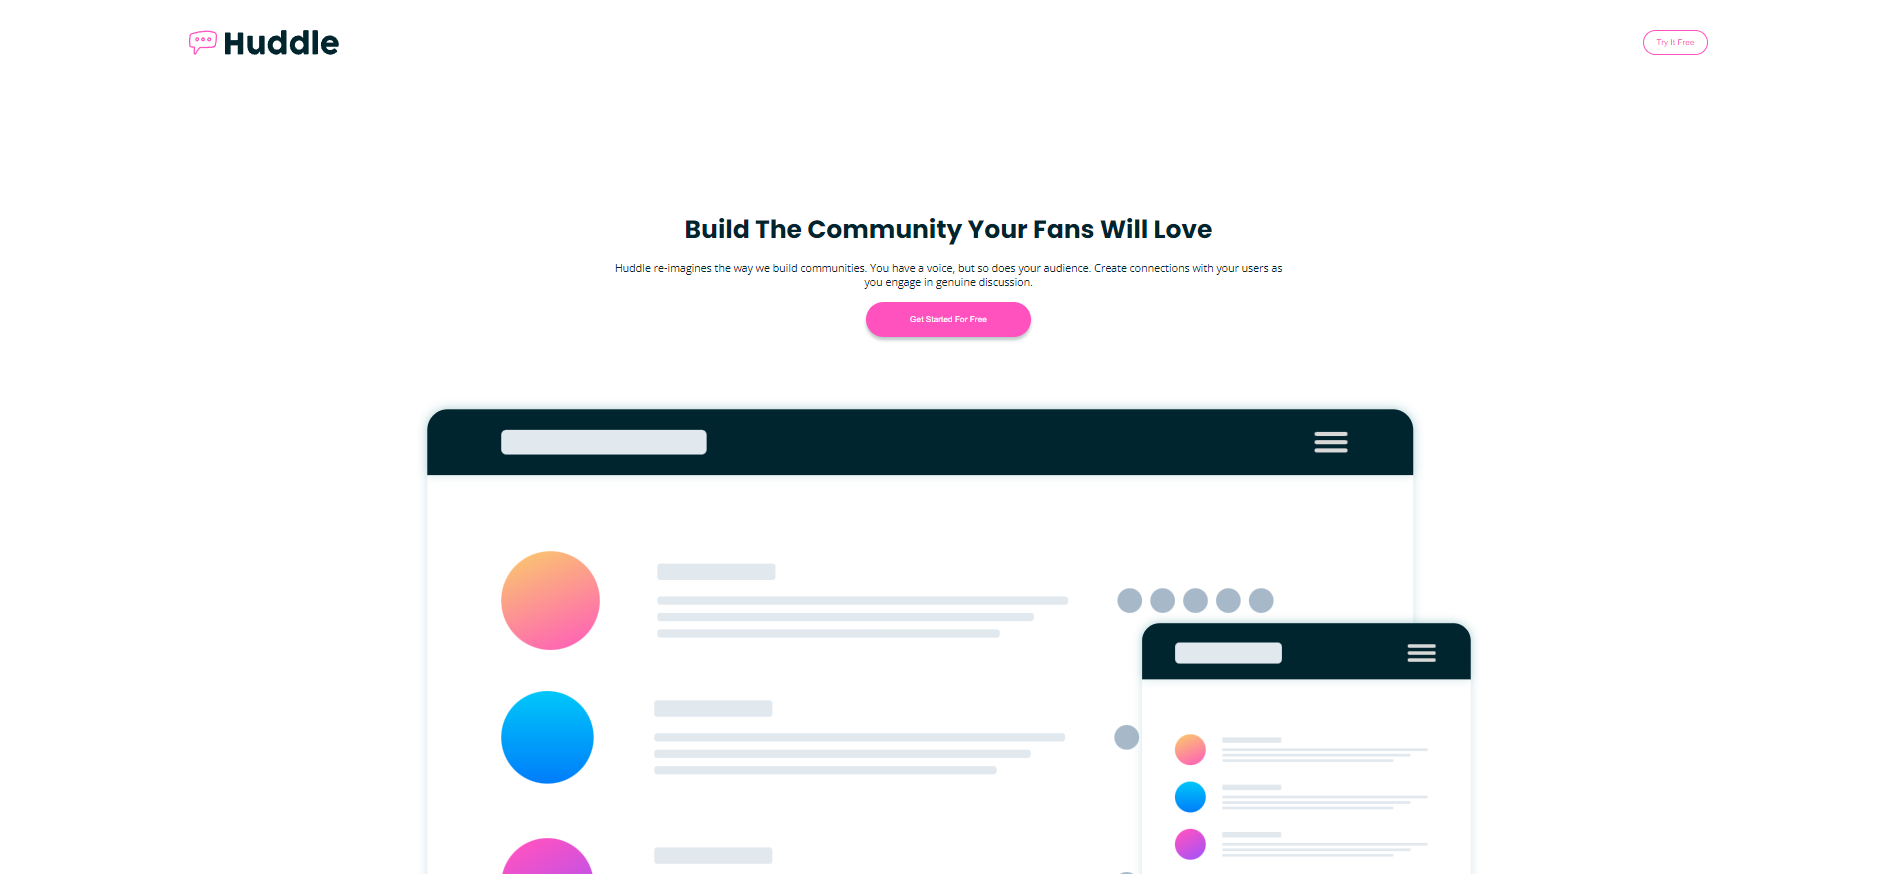 Huddle
Try It Free
Build The Community Your Fans Will Love
Huddle re-imagines the way we build communities. You have a voice, but so does your audience. Create connections with your users as
you engage in genuine discussion.
Get Started For Free